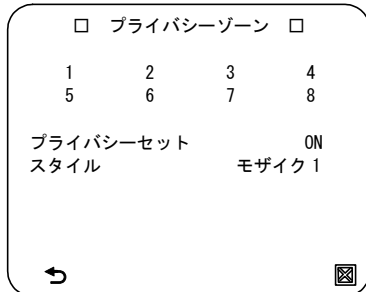 □ プライバシーゾーン □
1 2 3 4
5 6 7 8
プライバシーセット ON
スタイル モザイク1